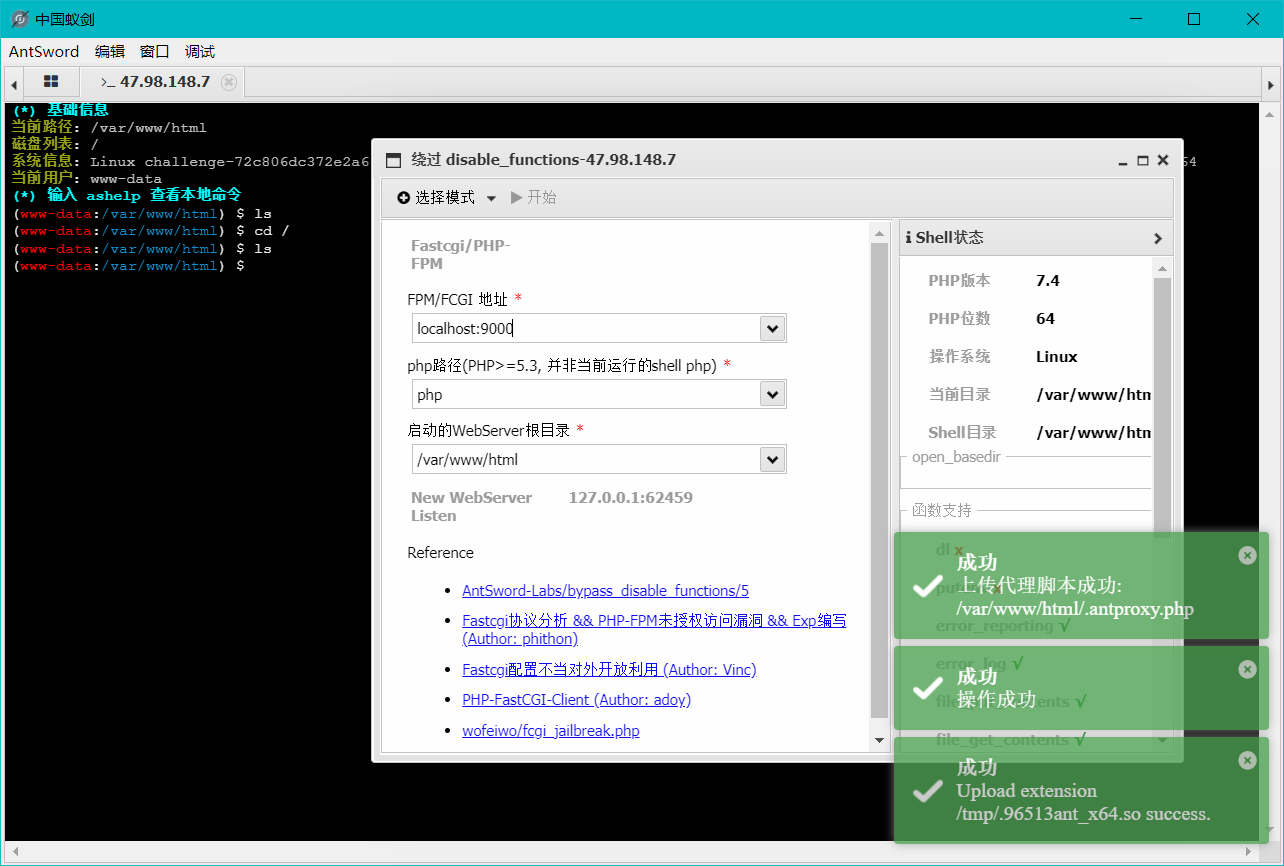 中国蚁剑
AntSword 编辑 窗口 调试
>_ 47.98.148.7
(*) 基础信息
当前路径: /var/www/html
磁盘列表: /
系统信息: Linux challenge-72c806dc372e2a6
64
当前用户: www-data
(*) 输入 ashelp 查看本地命令
(www-data:/var/www/html) $ ls
(www-data:/var/www/html) $ cd /
(www-data:/var/www/html) $ ls
(www-data:/var/www/html) $
绕过 disable_functions-47.98.148.7
选择模式 开始
Fastcgi/PHP-
FPM
FPM/FCGI 地址 *
localhost:9000
php路径(PHP>=5.3, 并非当前运行的shell php) *
php
启动的WebServer根目录 *
/var/www/html
New WebServer 127.0.0.1:62459
Listen
Reference
AntSword-Labs/bypass_disable_functions/5
Fastcgi协议分析 && PHP-FPM未授权访问漏洞 && Exp编写
(Author: phithon)
Fastcgi配置不当对外开放利用 (Author: Vinc)
PHP-FastCGI-Client (Author: adoy)
wofeiwo/fcgi_jailbreak.php
Shell状态
PHP版本 7.4
PHP位数 64
操作系统 Linux
当前目录 /var/www/htm
Shell目录 /var/www/htm
open_basedir
函数支持
dl x
error_reporting √
error_log √
file_get_contents √
成功
上传代理脚本成功:
/var/www/html/.antproxy.php
成功
操作成功
成功
Upload extension
/tmp/.96513ant_x64.so success.